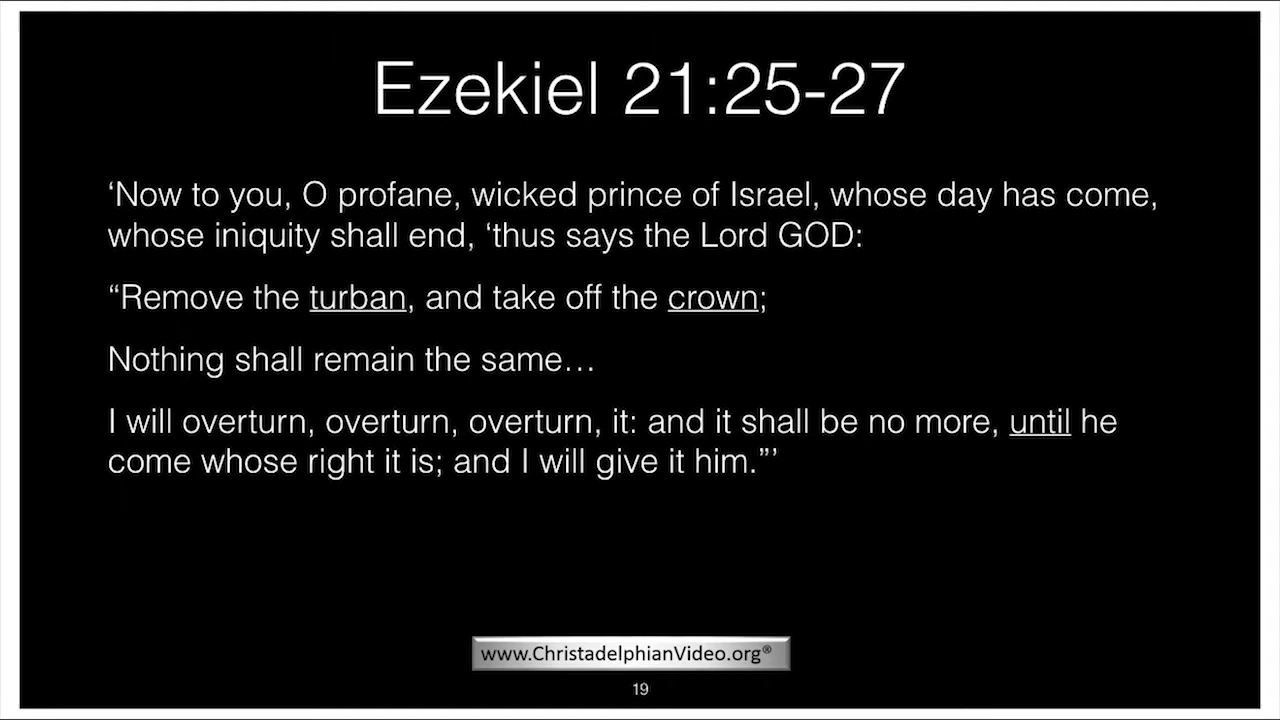 Ezekiel 21:25-27
‘Now to you, O profane, wicked prince of Israel, whose day has come,
whose iniquity shall end, ‘thus says the Lord GOD:
“Remove the turban, and take off the crown;
Nothing shall remain the same…
I will overturn, overturn, overturn, it: and it shall be no more, until he
come whose right it is; and I will give it him.”’
www.ChristadelphianVideo.org®
19